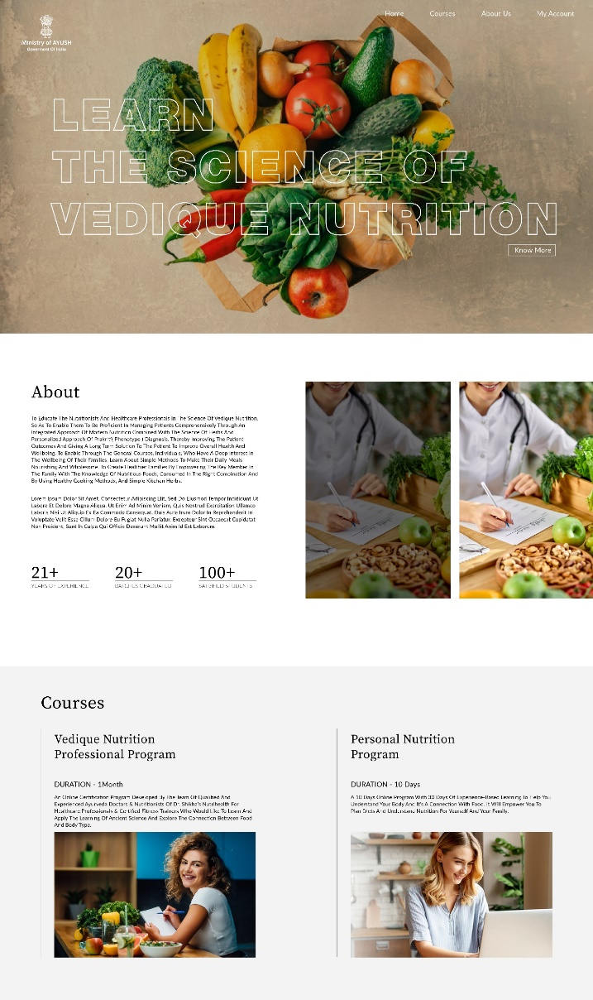 Home Courses About Us My Account
Ministry of AYUSH
Goverment Of India
LEARN
THE SCIENCE OF
VEDIQUE NUTRITION
Know More
About
To Educate The Nutritionists And Healthcare Professionals In The Science Of Vedique Nutrition,
So As To Enable Them To Be Proficient In Managing Patients Comprehensively Through An
Integrated Approach Of Modern Nutrition Combined With The Science Of Herbs And
Personalized Approach Of Prakriti Phenotype Diagnosis, Thereby Improving The Patient
Outcomes And Giving A Long Term Solution To The Patient To Improve Overall Health And
Wellbeing. To Enable Through The General Courses, Individuals, Who Have A Deep Interest In
The Wellbeing Of Their Families, Learn About Simple Methods To Make Their Daily Meals
Nourishing And Wholesome. To Create Healthier Families By Empowering The Key Member In
The Family With The Knowledge Of Nutritious Foods, Consumed In The Right Combination And
By Using Healthy Cooking Methods, And Simple Kitchen Herbs.
Lorem Ipsum Dolor Sit Amet, Consectetur Adipiscing Elit, Sed Do Eiusmod Tempor Incididunt Ut
Labore Et Dolore Magna Aliqua. Ut Enim Ad Minim Veniam, Quis Nostrud Exercitation Ullamco
Laboris Nisi Ut Aliquip Ex Ea Commodo Consequat. Duis Aute Irure Dolor In Reprehenderit In
Voluptate Velit Esse Cillum Dolore Eu Fugiat Nulla Pariatur. Excepteur Sint Occaecat Cupidatat
Non Proident, Sunt In Culpa Qui Officia Deserunt Mollit Anim Id Est Laborum.
21+ 20+ 100+
YEARS OF EXPERIENCE BATCHES GRADUATED SATISFIED STUDENTS
Courses
Vedique Nutrition
Professional Program
DURATION - 1Month
An Online Certification Program Developed By The Team Of Qualified And
Experienced Ayurveda Doctors & Nutritionists Of Dr. Shikha's Nutrihealth For
Healthcare Professionals & Certified Fitness Trainers Who Would Like To Learn And
Apply The Learning Of Ancient Science And Explore The Connection Between Food
And Body Type.
Personal Nutrition
Program
DURATION - 10 Days
A 10 Days Online Program With 30 Days Of Experience-Based Learning To Help You
Understand Your Body And It's A Connection With Food. It Will Empower You To
Plan Diets And Understand Nutrition For Yourself And Your Family.